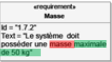 «requirement»
Masse
Id = "1.7.2"
Text = "Le système doit
posséder une masse maximale
de 50 kg"